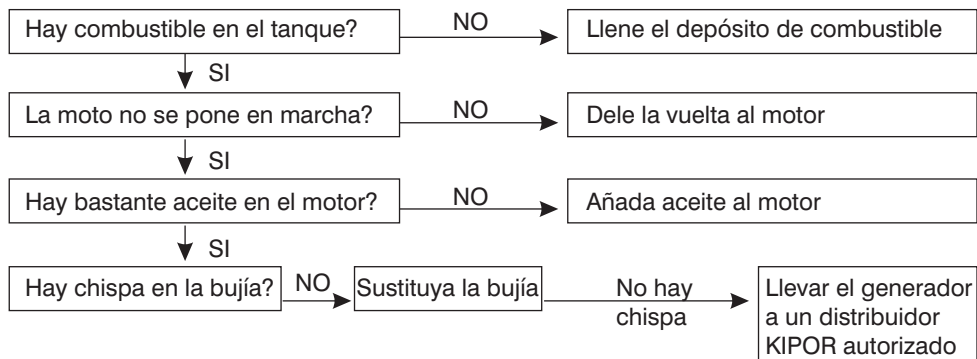 Hay combustible en el tanque?
NO
Llene el depósito de combustible
SI
La moto no se pone en marcha?
NO
Dele la vuelta al motor
SI
Hay bastante aceite en el motor?
NO
Añada aceite al motor
SI
Hay chispa en la bujía?
NO
Sustituya la bujía
No hay
chispa
Llevar el generador
a un distribuidor
KIPOR autorizado